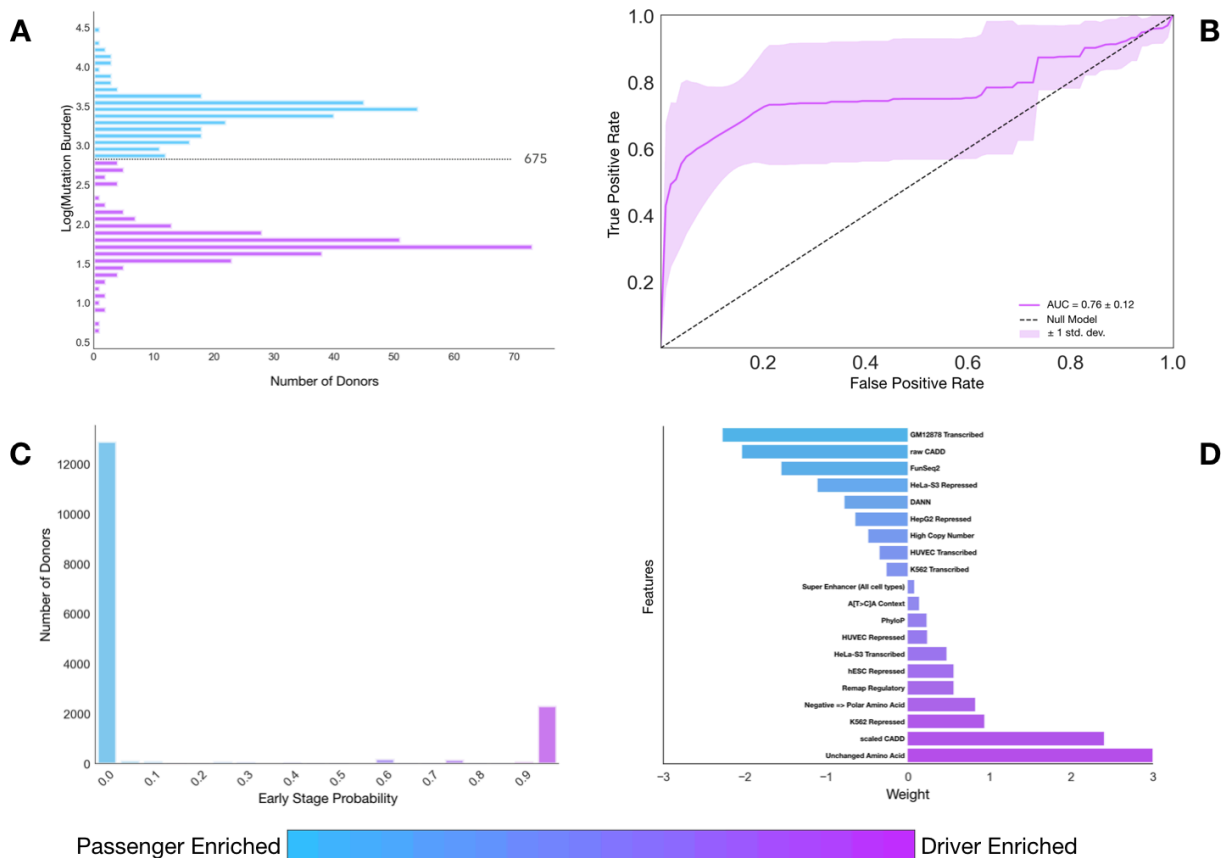 A
Log(Mutation Burden)
4.5
4.0
3.5
3.0
2.5
2.0
1.5
1.0
0.5
675
0
10
20
30
40
50
60
70
Number of Donors
B
True Positive Rate
1.0
0.8
0.6
0.4
0.2
AUC = 0.76 ± 0.12
Null Model
± 1 std. dev.
0.2
0.4
0.6
0.8
1.0
False Positive Rate
C
Number of Donors
12000
10000
8000
6000
4000
2000
0
0.0
0.1
0.2
0.3
0.4
0.5
0.6
0.7
0.8
0.9
Early Stage Probability
D
Features
GM12878 Transcribed
raw CADD
FunSeq2
HeLa-S3 Repressed
DANN
HepG2 Repressed
High Copy Number
HUVEC Transcribed
K562 Transcribed
Super Enhancer (All cell types)
A[T>C]A Context
PhyloP
HUVEC Repressed
HeLa-S3 Transcribed
hESC Repressed
Remap Regulatory
Negative => Polar Amino Acid
K562 Repressed
scaled CADD
Unchanged Amino Acid
−3
−2
−1
0
1
2
3
Weight
Passenger Enriched
Driver Enriched